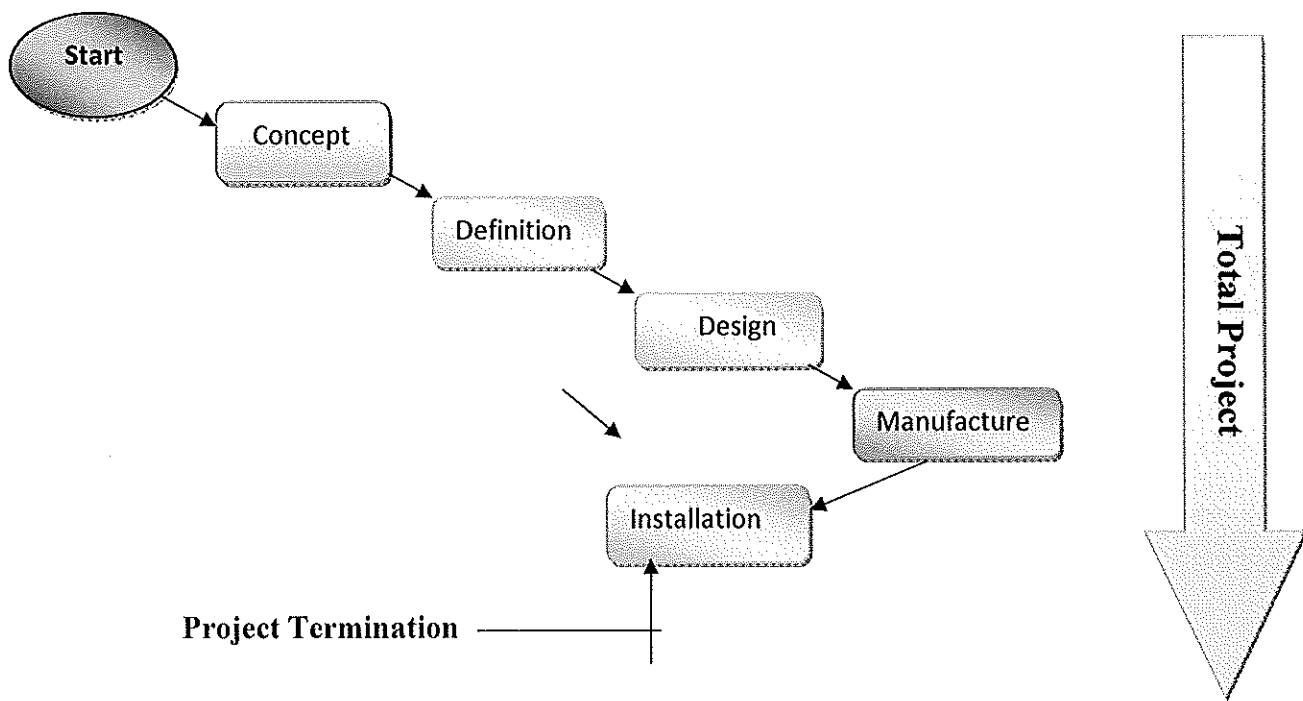 Start
Concept
Definition
Design
Manufacture
Installation
Project Termination
Total Project